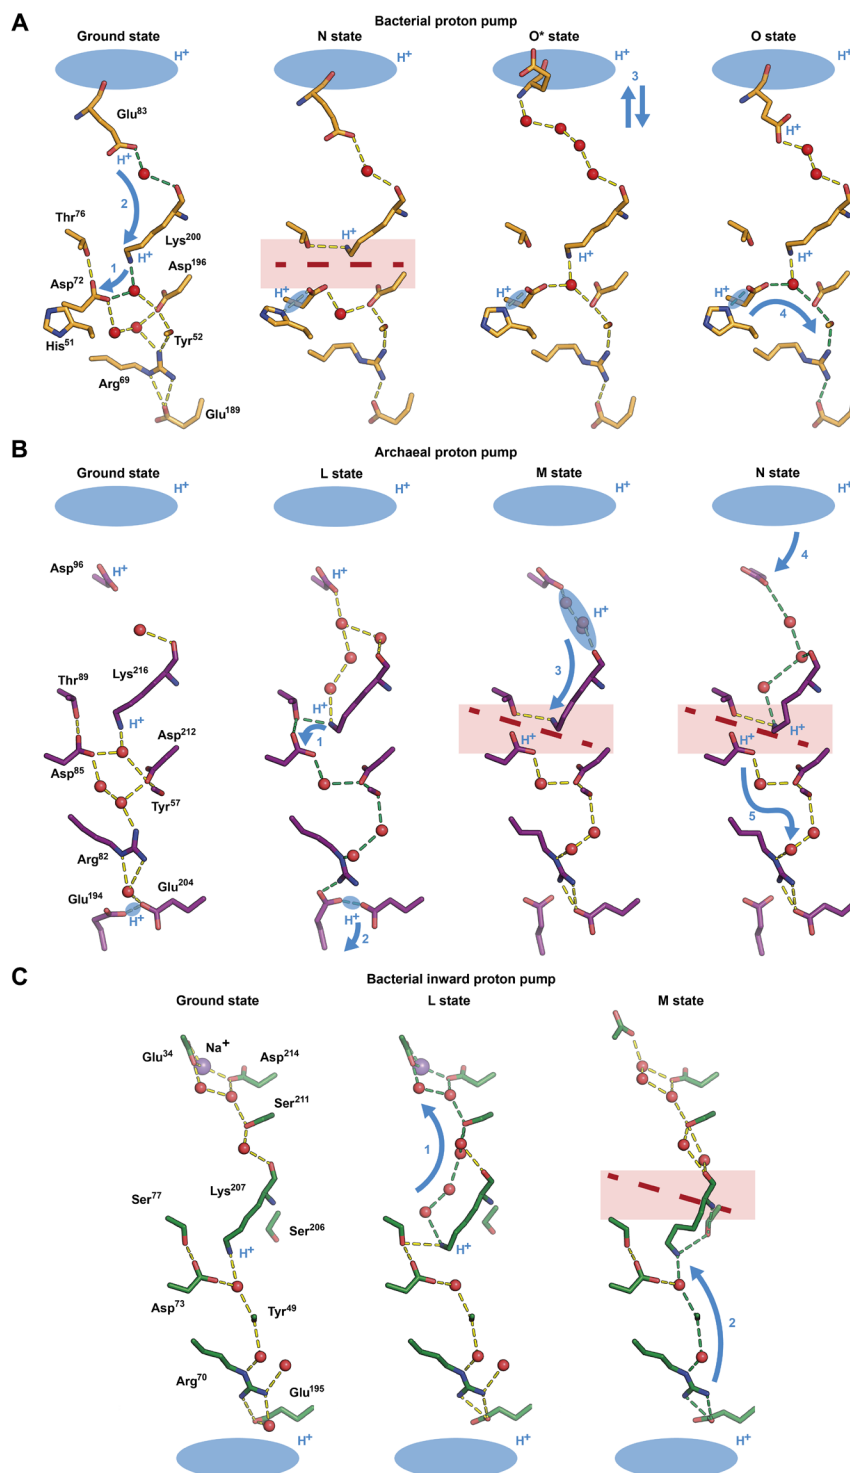 A
Bacterial proton pump
Ground state
N state
O* state
O state
H⁺
H⁺
H⁺
H⁺
3
Glu⁸³
H⁺
H⁺
2
Thr⁷⁶
Lys²⁰⁰
H⁺
H⁺
H⁺
H⁺
Asp¹⁹⁶
1
Asp⁷²
H⁺
H⁺
H⁺
4
His⁵¹
Tyr⁵²
Arg⁶⁹
Glu¹⁸⁹
B
Archaeal proton pump
Ground state
L state
M state
N state
H⁺
H⁺
H⁺
H⁺
4
Asp⁹⁶
H⁺
H⁺
H⁺
Thr⁸⁹
Lys²¹⁶
3
H⁺
H⁺
Asp²¹²
1
H⁺
H⁺
H⁺
Asp⁸⁵
Tyr⁵⁷
5
Arg⁸²
Glu¹⁹⁴
Glu²⁰⁴
H⁺
H⁺
2
C
Bacterial inward proton pump
Ground state
L state
M state
Glu³⁴
Na⁺
Asp²¹⁴
Ser²¹¹
1
Lys²⁰⁷
Ser⁷⁷
Ser²⁰⁶
H⁺
H⁺
Asp⁷³
Tyr⁴⁹
2
Arg⁷⁰
Glu¹⁹⁵
H⁺
H⁺
H⁺